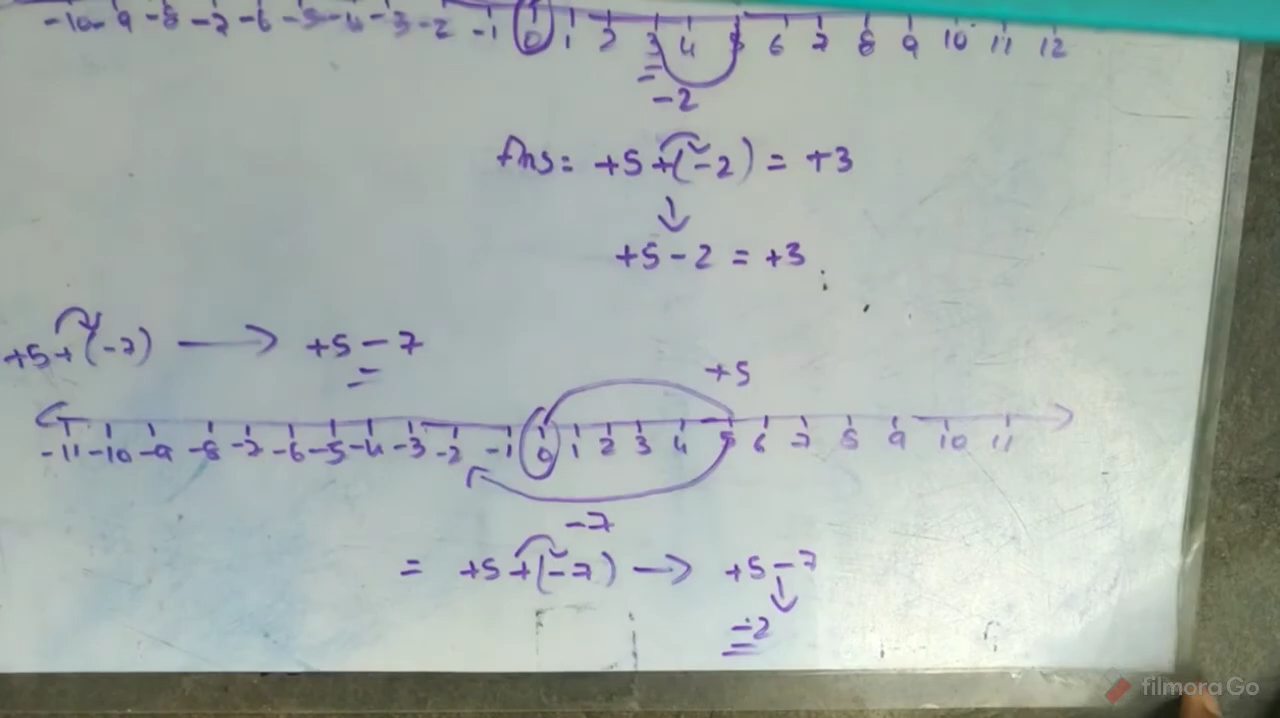 -10 -9 -8 -7 -6 -5 -4 -3 -2 -1 0 1 2 3 4 5 6 7 8 9 10 11 12
-2
Ans = +5+(-2) = +3
+5-2 = +3
+5+(-7) → +5-7
=
+5
-11 -10 -9 -8 -7 -6 -5 -4 -3 -2 -1 0 1 2 3 4 5 6 7 8 9 10 11
-7
= +5+(-7) → +5-7
-2
filmoraGo